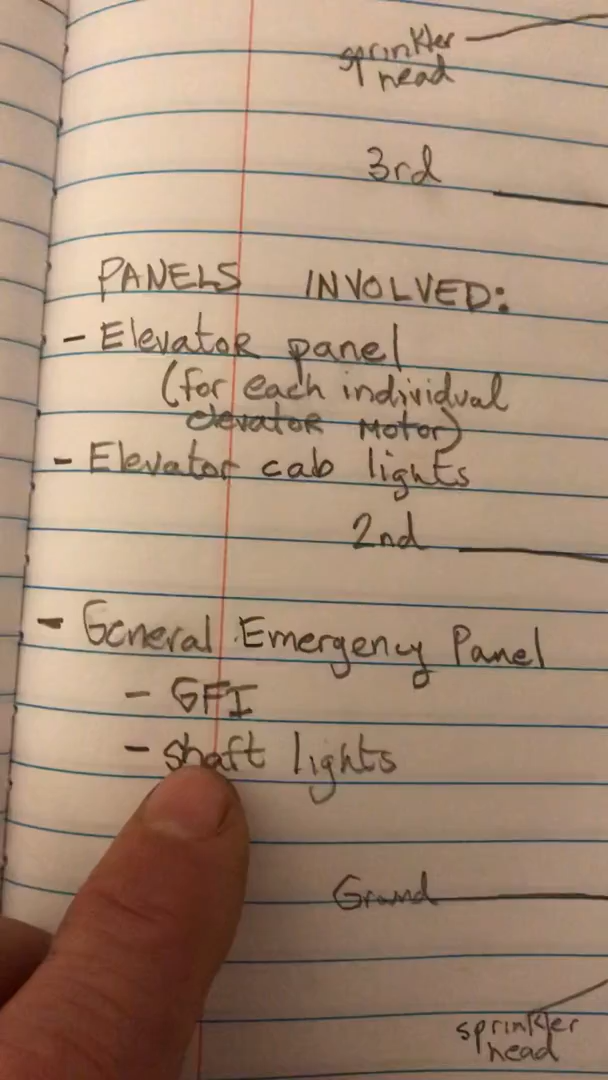 sprinkler
head
3rd
PANELS INVOLVED:
- Elevator panel
(for each individual
elevator motor)
- Elevator cab lights
2nd
- General Emergency Panel
- GFI
- shaft lights
Ground
sprinkler
head